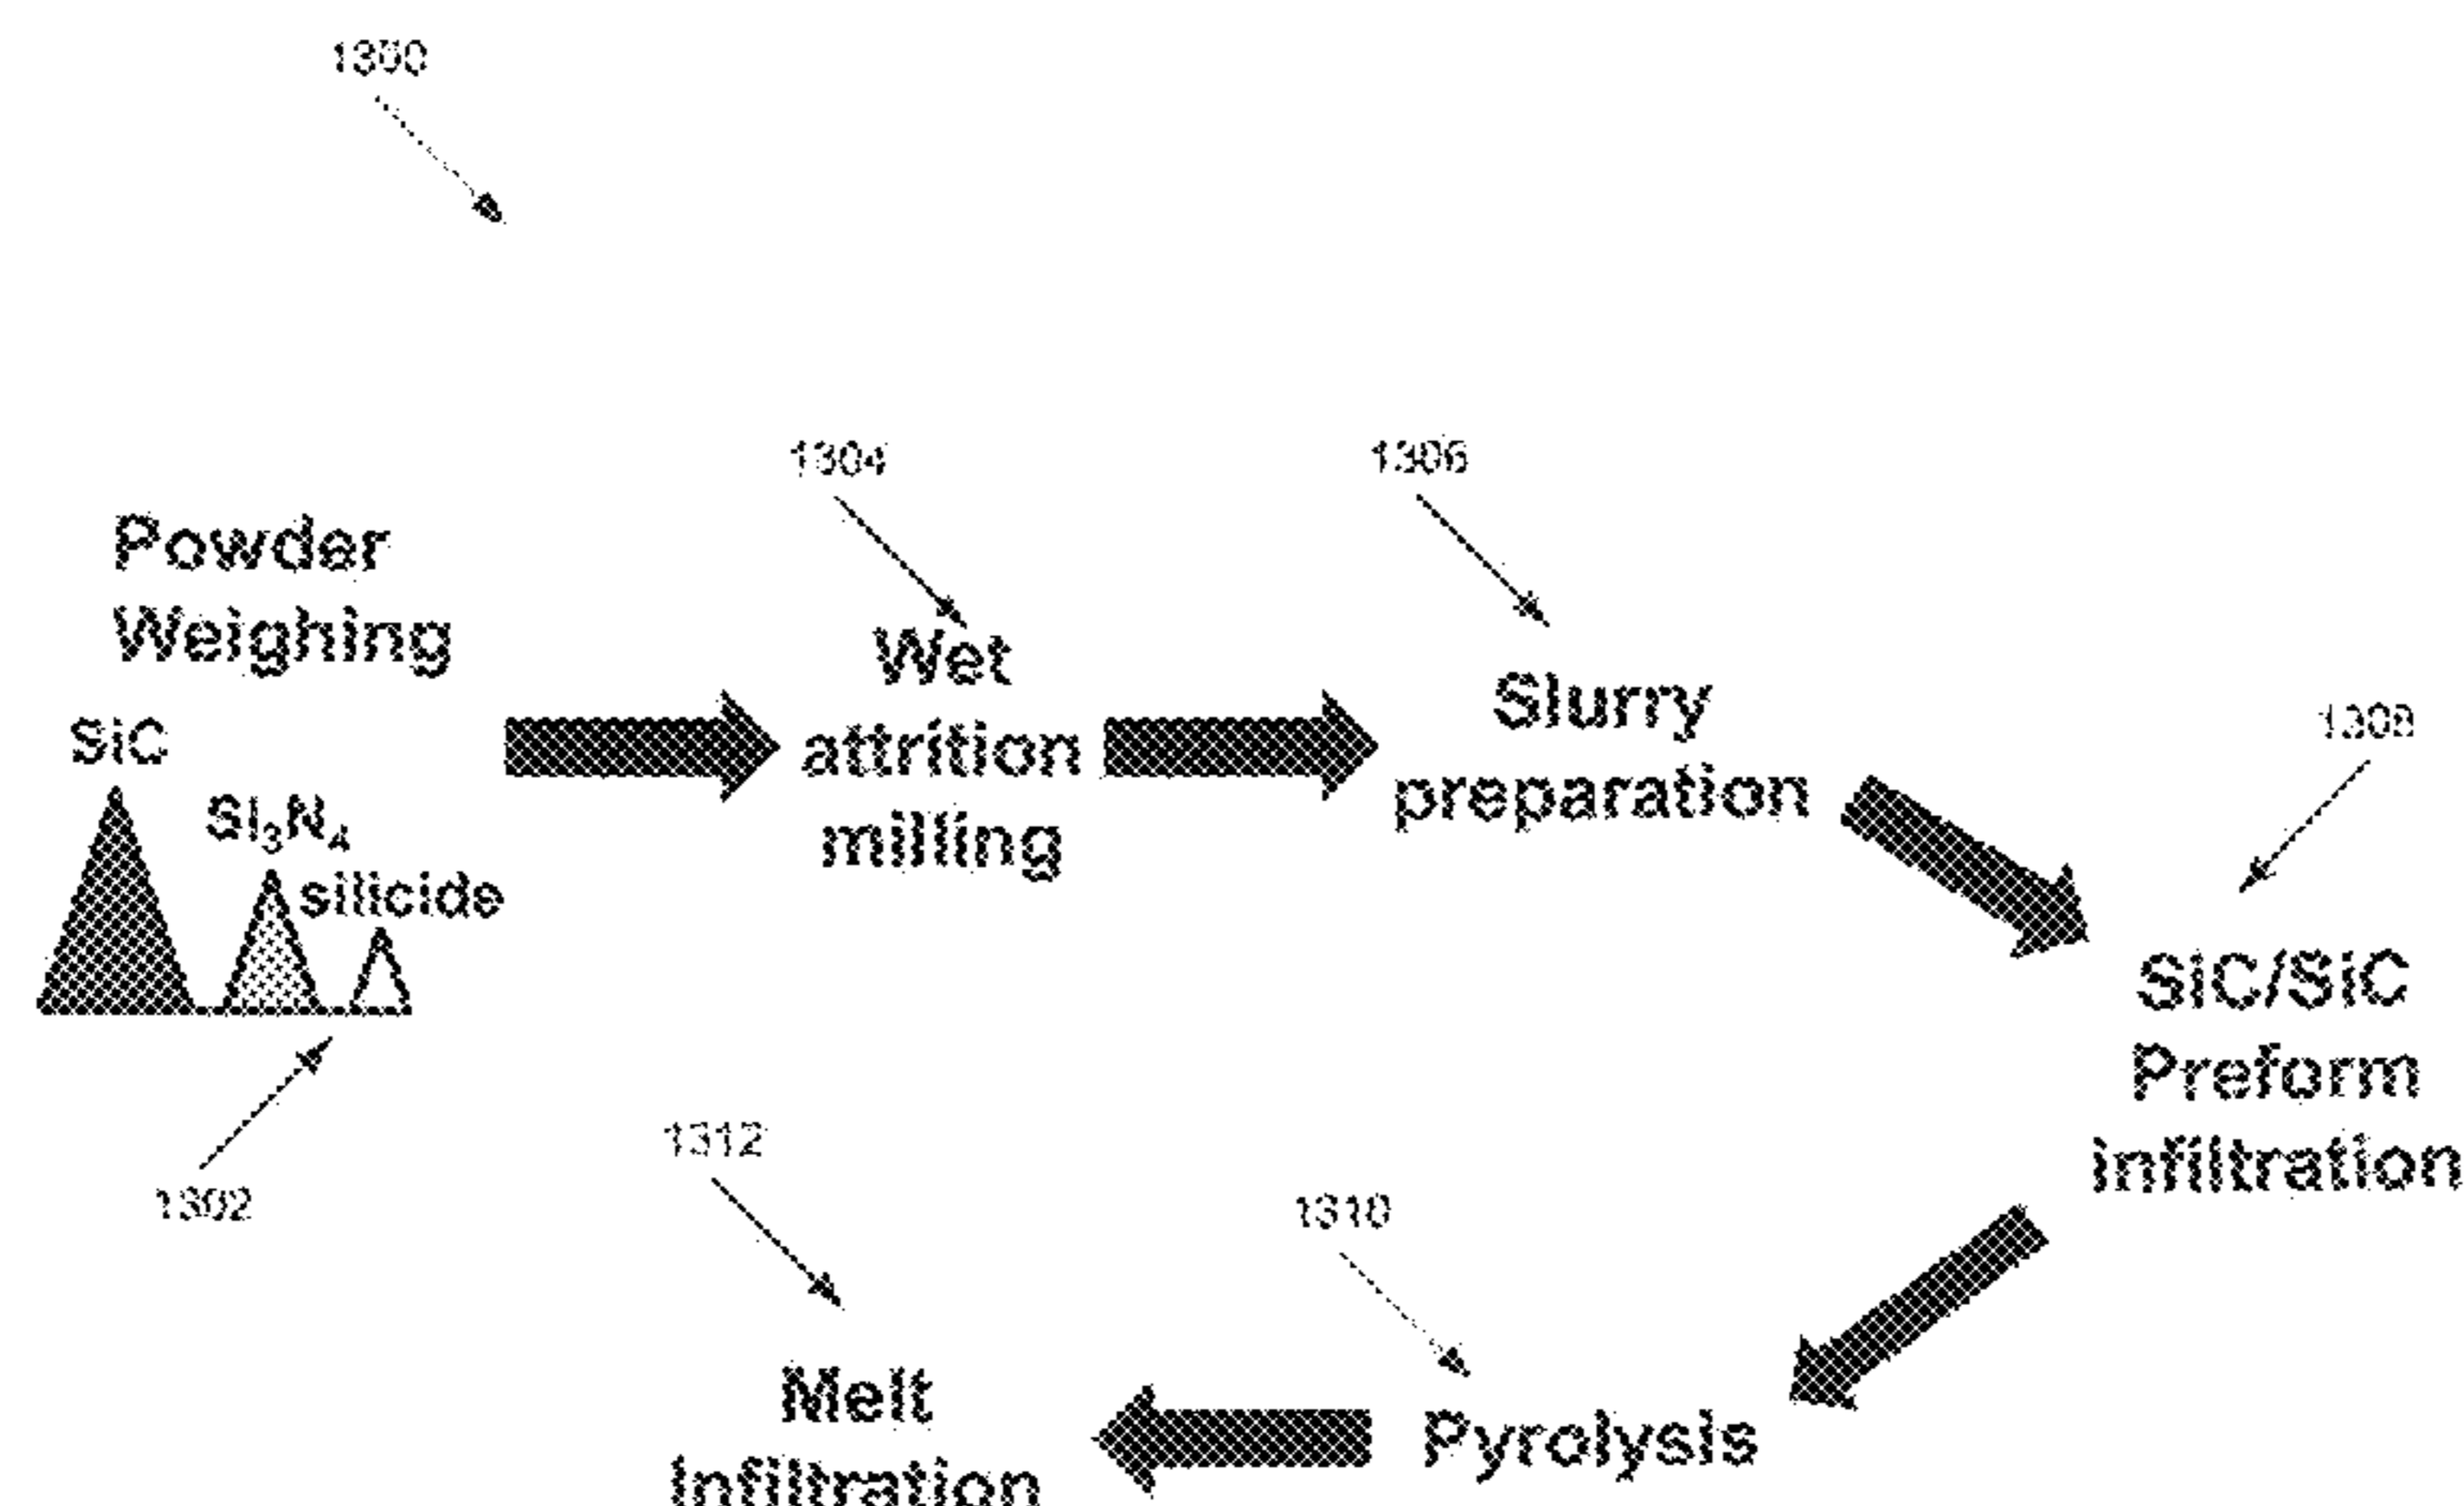 1300
1304
1306
Powder
Weighing
Wet
attrition
milling
Slurry
preparation
1308
SiC
Si₃N₄
silicide
SiC/SiC
Preform
infiltration
1302
1312
1310
Melt
Infiltration
Pyrolysis